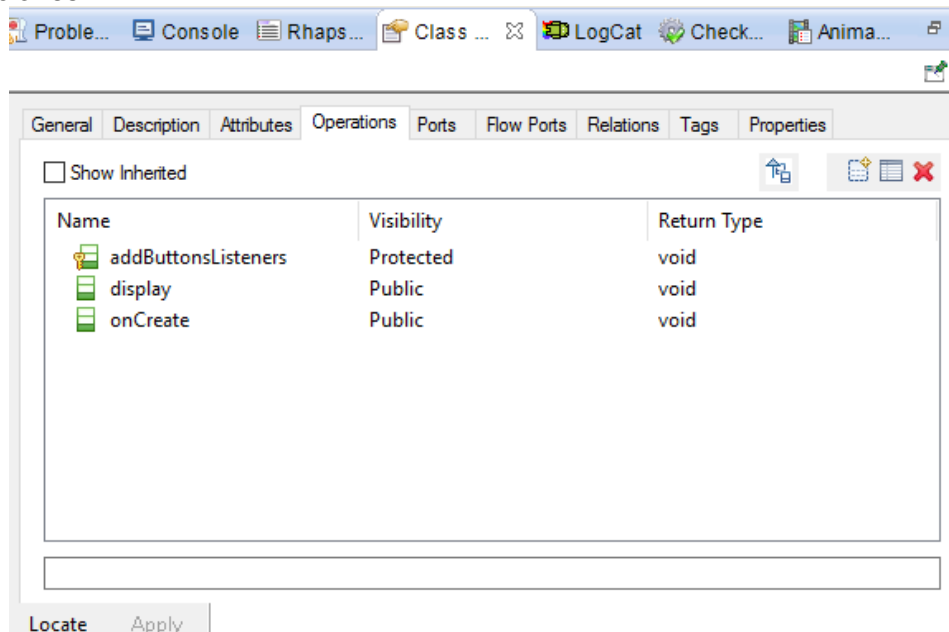 Proble... Console Rhaps... Class ... LogCat Check... Anima...
General Description Attributes Operations Ports Flow Ports Relations Tags Properties
Show Inherited
Name Visibility Return Type
addButtonsListeners Protected void
display Public void
onCreate Public void
Locate Apply